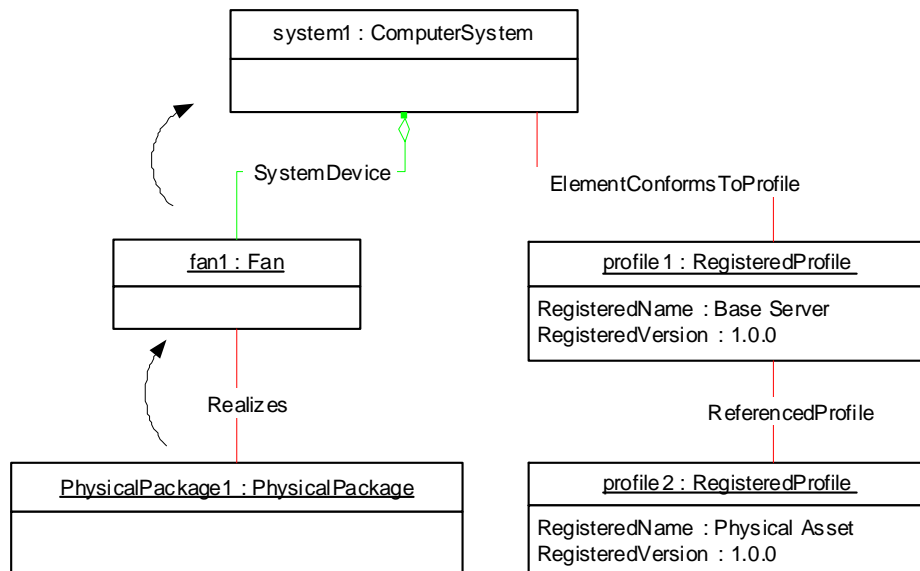 system1 : ComputerSystem
SystemDevice
ElementConformsToProfile
fan1 : Fan
profile1 : RegisteredProfile
RegisteredName : Base Server
RegisteredVersion : 1.0.0
Realizes
ReferencedProfile
PhysicalPackage1 : PhysicalPackage
profile2 : RegisteredProfile
RegisteredName : Physical Asset
RegisteredVersion : 1.0.0